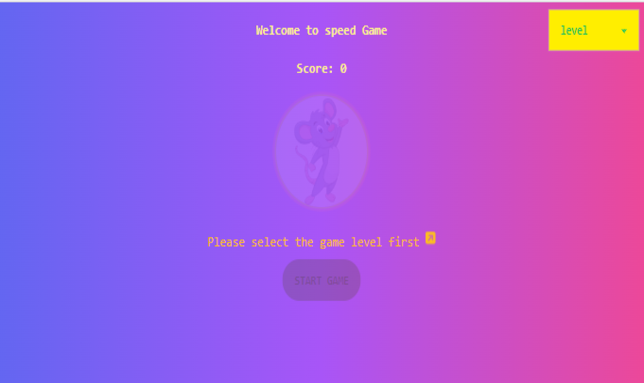 Welcome to speed Game
level
Score: 0
Please select the game level first
START GAME